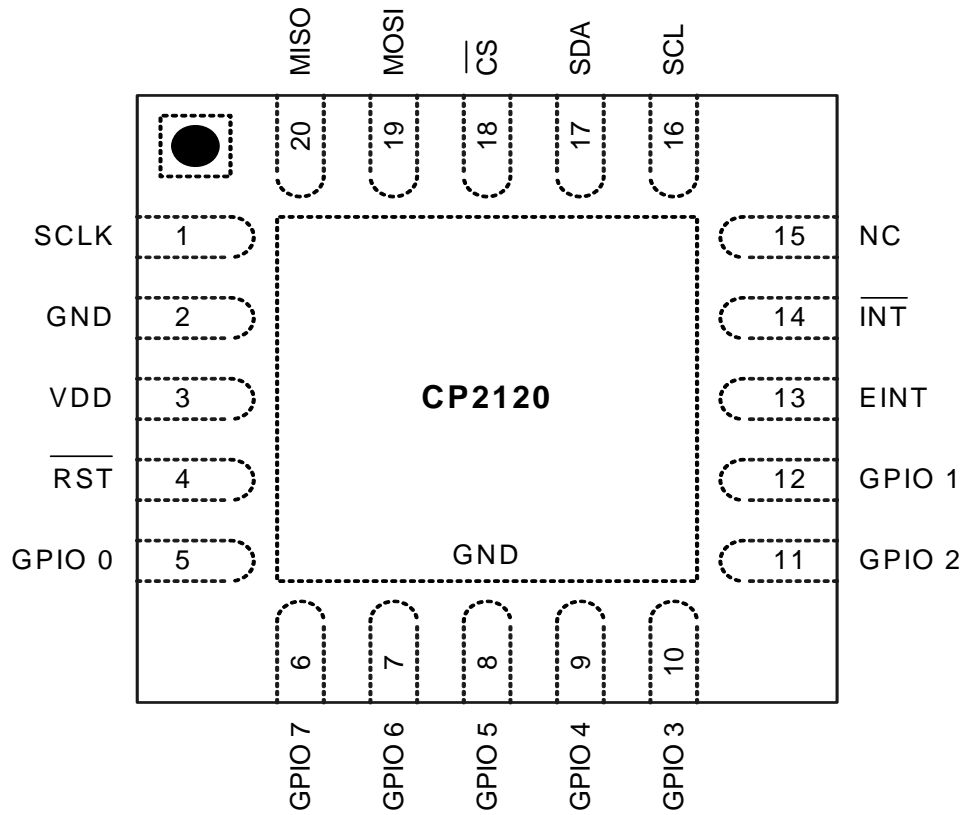 MISO
MOSI
CS
SDA
SCL
20
19
18
17
16
SCLK 1
15 NC
GND 2
14 INT
VDD 3
CP2120
13 EINT
RST 4
12 GPIO 1
GPIO 0 5
GND
11 GPIO 2
6
7
8
9
10
GPIO 7
GPIO 6
GPIO 5
GPIO 4
GPIO 3